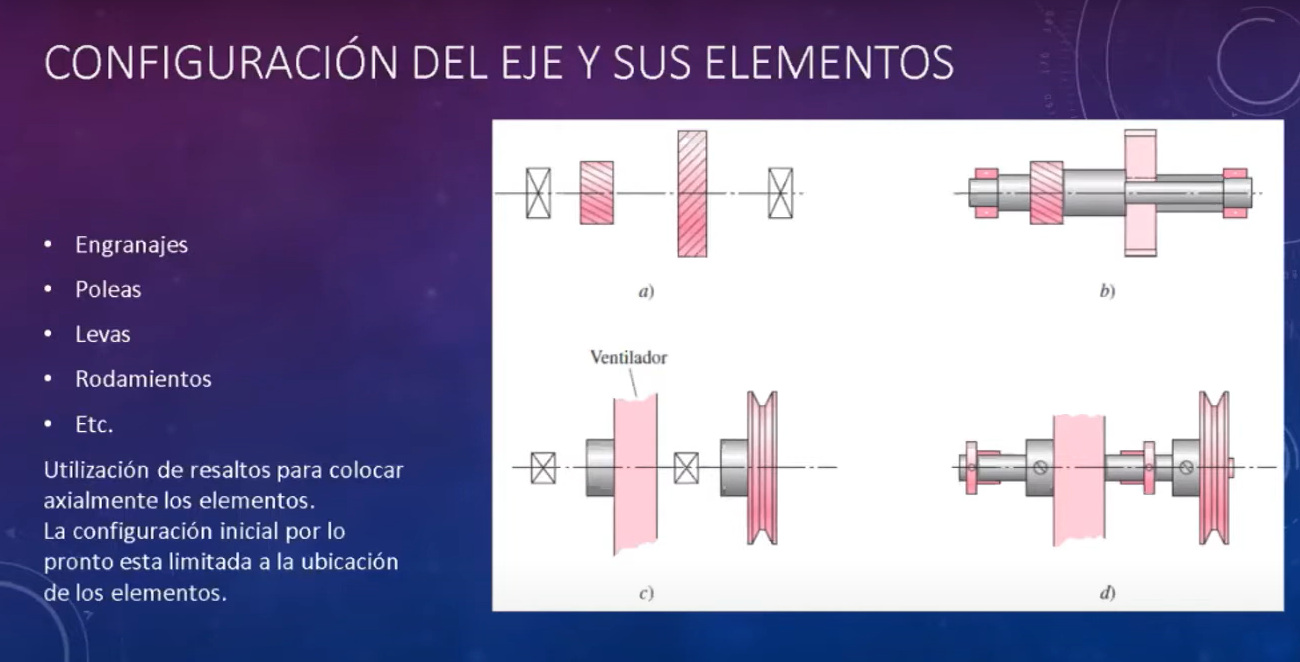 CONFIGURACIÓN DEL EJE Y SUS ELEMENTOS
• Engranajes
• Poleas
• Levas
• Rodamientos
• Etc.
Utilización de resaltos para colocar
axialmente los elementos.
La configuración inicial por lo
pronto esta limitada a la ubicación
de los elementos.
a)
b)
Ventilador
c)
d)